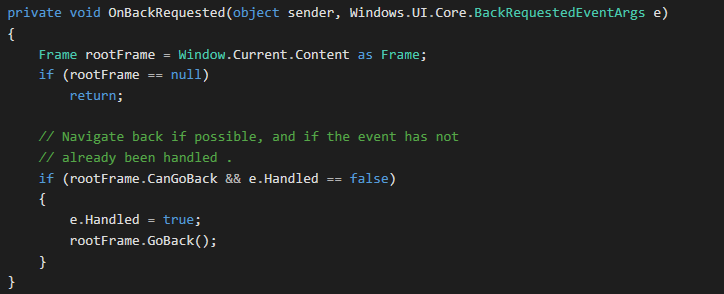 private void OnBackRequested(object sender, Windows.UI.Core.BackRequestedEventArgs e)
{
    Frame rootFrame = Window.Current.Content as Frame;
    if (rootFrame == null)
        return;

    // Navigate back if possible, and if the event has not
    // already been handled .
    if (rootFrame.CanGoBack && e.Handled == false)
    {
        e.Handled = true;
        rootFrame.GoBack();
    }
}